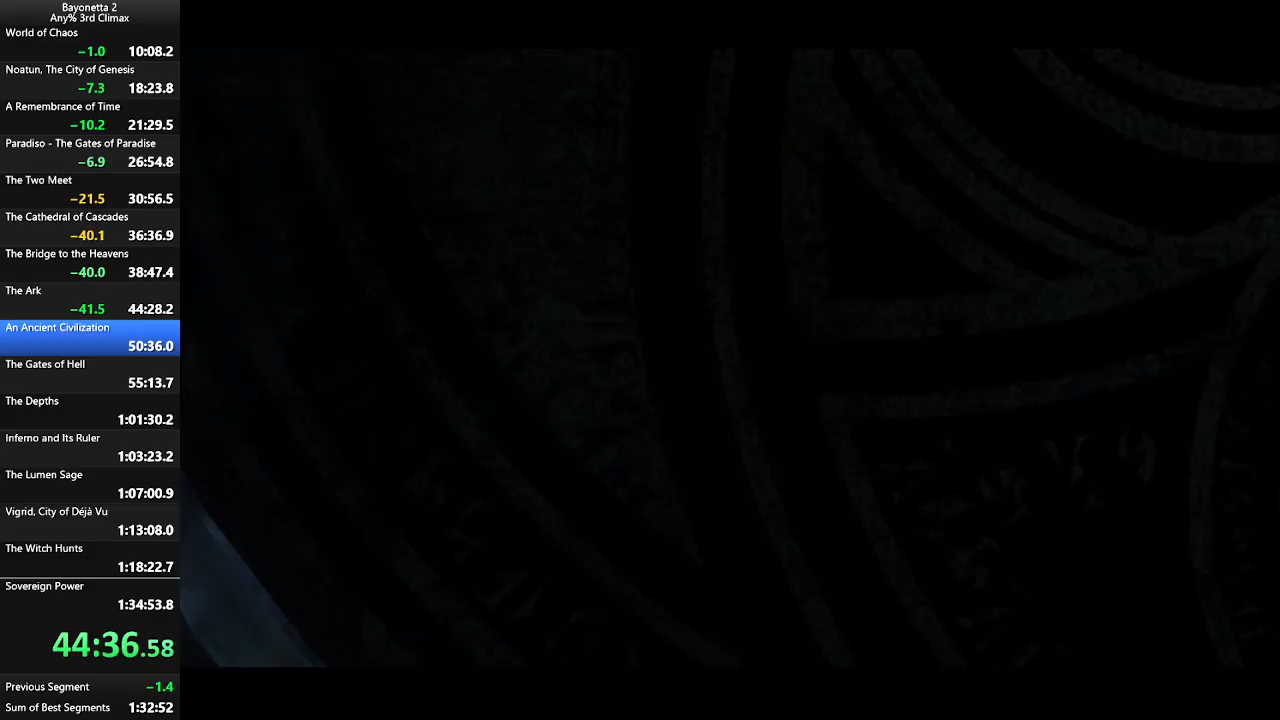 Bayonetta 2
Any% 3rd Climax
World of Chaos
−1.0 10:08.2
Noatun, The City of Genesis
−7.3 18:23.8
A Remembrance of Time
−10.2 21:29.5
Paradiso - The Gates of Paradise
−6.9 26:54.8
The Two Meet
−21.5 30:56.5
The Cathedral of Cascades
−40.1 36:36.9
The Bridge to the Heavens
−40.0 38:47.4
The Ark
−41.5 44:28.2
An Ancient Civilization
50:36.0
The Gates of Hell
55:13.7
The Depths
1:01:30.2
Inferno and Its Ruler
1:03:23.2
The Lumen Sage
1:07:00.9
Vigrid, City of Déjà Vu
1:13:08.0
The Witch Hunts
1:18:22.7
Sovereign Power
1:34:53.8
44:36.58
Previous Segment −1.4
Sum of Best Segments 1:32:52